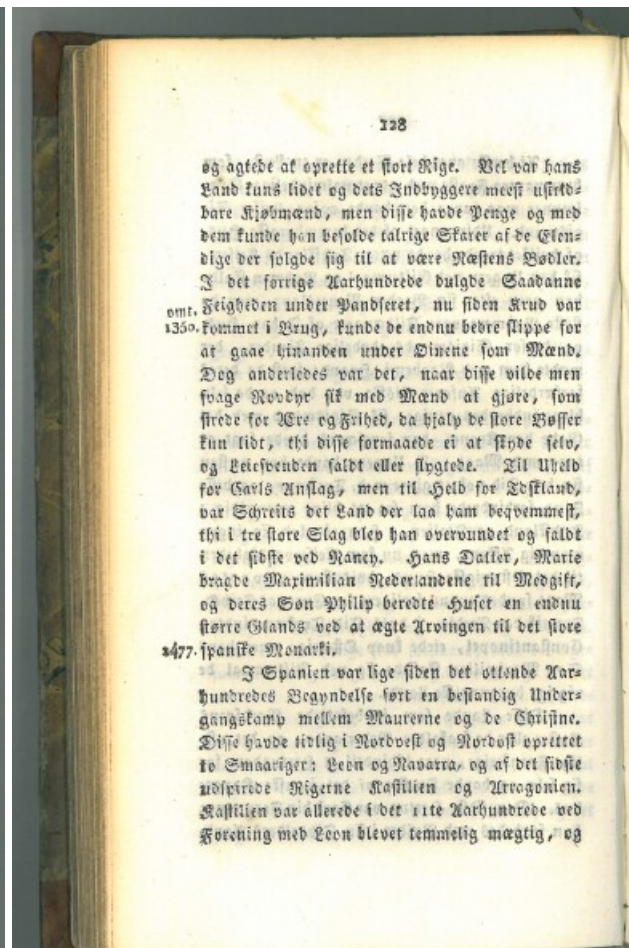 128
og agtede at oprette et stort Rige. Vel var hans
Land kuns lidet og dets Indbyggere meest ustrid=
bare Kjøbmænd, men disse havde Penge og med
dem kunde han besolde talrige Skarer af de Elen=
dige der solgde sig til at være Næstens Bødler.
I det forrige Aarhundrede dulgde Saadanne
omt. Feigheden under Pandseret, nu siden Krud var
1350. kommet i Brug, kunde de endnu bedre slippe for
at gaae hinanden under Øinene som Mænd.
Dog anderledes var det, naar disse vilde men
svage Rovdyr fik med Mænd at gjøre, som
strede for Ære og Frihed, da hjalp de store Bøsser
kun lidt, thi disse formaaede ei at skyde selv,
og Leiesvenden faldt eller flygtede. Til Uheld
for Carls Anslag, men til Held for Tdskland,
var Schveits det Land der laa ham beqvemmest,
thi i tre store Slag blev han overvundet og faldt
i det sidste ved Nancy. Hans Datter, Marie
bragde Maximilian Nederlandene til Medgift,
og deres Søn Philip beredte Huset en endnu
større Glands ved at ægte Arvingen til det store
1477. spanske Monarki.
I Spanien var lige siden det ottende Aar=
hundredes Begyndelse ført en bestandig Under=
gangskamp mellem Maurerne og de Christne.
Disse havde tidlig i Nordvest og Nordost oprettet
to Smaariger: Leon og Navarra, og af det sidste
udspirede Rigerne Kastilien og Arragonien.
Kastilien var allerede i det 11te Aarhundrede ved
Forening med Leon blevet temmelig mægtig, og